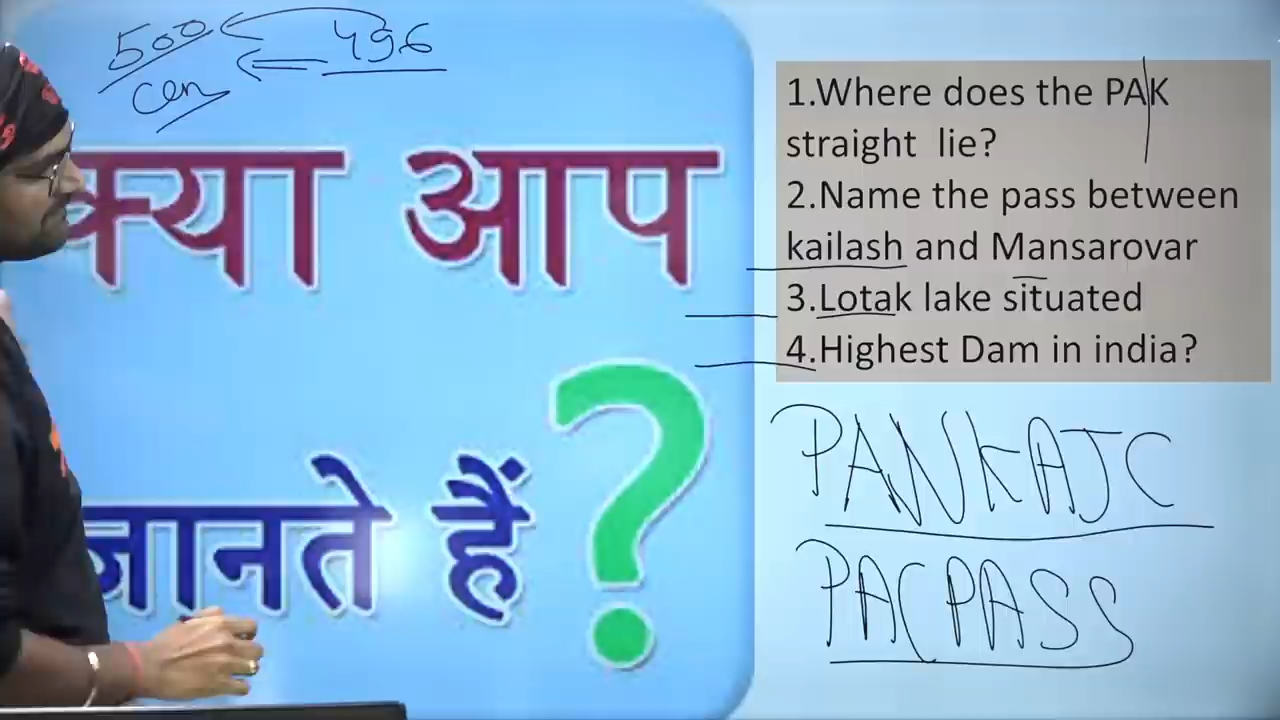 500 496
cen
क्या आप
जानते हैं ?
1.Where does the PAK
straight lie?
2.Name the pass between
kailash and Mansarovar
3.Lotak lake situated
4.Highest Dam in india?
PANKAJC
PACPASS